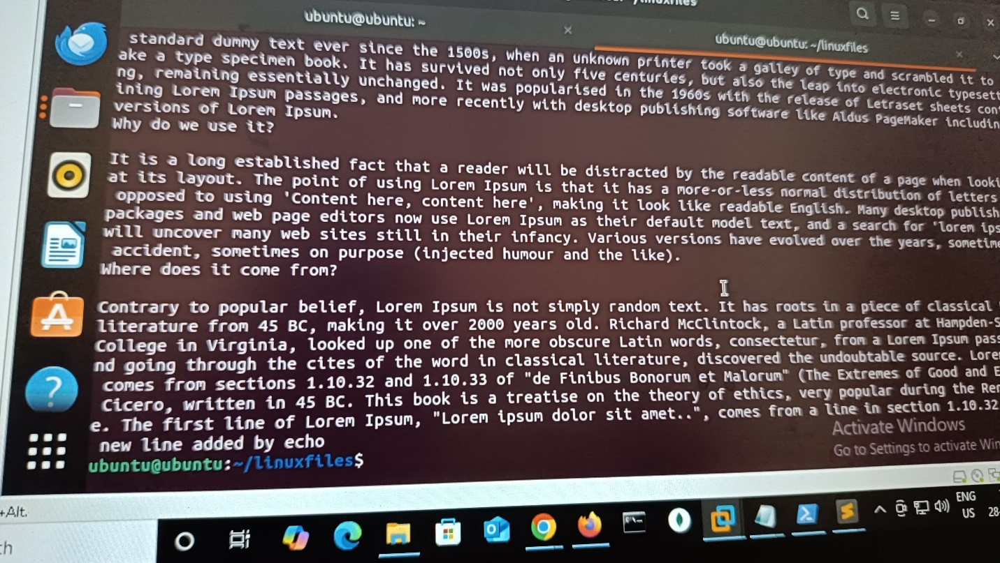 /linuxfiles
ubuntu@ubuntu: ~
ubuntu@ubuntu: ~/linuxfiles
standard dummy text ever since the 1500s, when an unknown printer took a galley of type and scrambled it to
ake a type specimen book. It has survived not only five centuries, but also the leap into electronic typesett
ng, remaining essentially unchanged. It was popularised in the 1960s with the release of Letraset sheets con
ining Lorem Ipsum passages, and more recently with desktop publishing software like Aldus PageMaker includin
versions of Lorem Ipsum.
Why do we use it?
It is a long established fact that a reader will be distracted by the readable content of a page when looki
at its layout. The point of using Lorem Ipsum is that it has a more-or-less normal distribution of letters
opposed to using 'Content here, content here', making it look like readable English. Many desktop publish
packages and web page editors now use Lorem Ipsum as their default model text, and a search for 'lorem ips
will uncover many web sites still in their infancy. Various versions have evolved over the years, sometime
accident, sometimes on purpose (injected humour and the like).
Where does it come from?
Contrary to popular belief, Lorem Ipsum is not simply random text. It has roots in a piece of classical
literature from 45 BC, making it over 2000 years old. Richard McClintock, a Latin professor at Hampden-S
College in Virginia, looked up one of the more obscure Latin words, consectetur, from a Lorem Ipsum pass
nd going through the cites of the word in classical literature, discovered the undoubtable source. Lore
comes from sections 1.10.32 and 1.10.33 of "de Finibus Bonorum et Malorum" (The Extremes of Good and E
Cicero, written in 45 BC. This book is a treatise on the theory of ethics, very popular during the Ren
e. The first line of Lorem Ipsum, "Lorem ipsum dolor sit amet..", comes from a line in section 1.10.32
new line added by echo
ubuntu@ubuntu:~/linuxfiles$
Activate Windows
Go to Settings to activate Win
+Alt.
ENG
US
28-